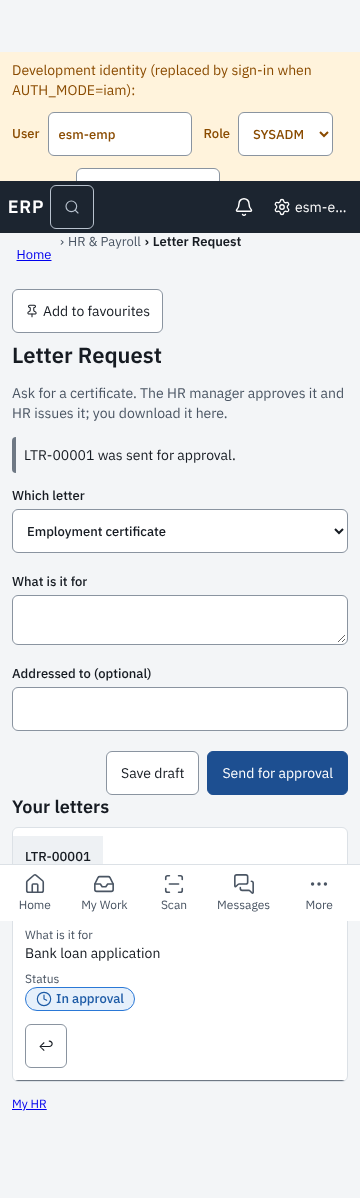 Development identity (replaced by sign-in when
AUTH_MODE=iam):
User
esm-emp
Role
SYSADM
ERP
esm-e...
Home
› HR & Payroll › Letter Request
Add to favourites
Letter Request
Ask for a certificate. The HR manager approves it and
HR issues it; you download it here.
LTR-00001 was sent for approval.
Which letter
Employment certificate
What is it for
Addressed to (optional)
Save draft
Send for approval
Your letters
LTR-00001
Home
My Work
Scan
Messages
More
What is it for
Bank loan application
Status
In approval
My HR